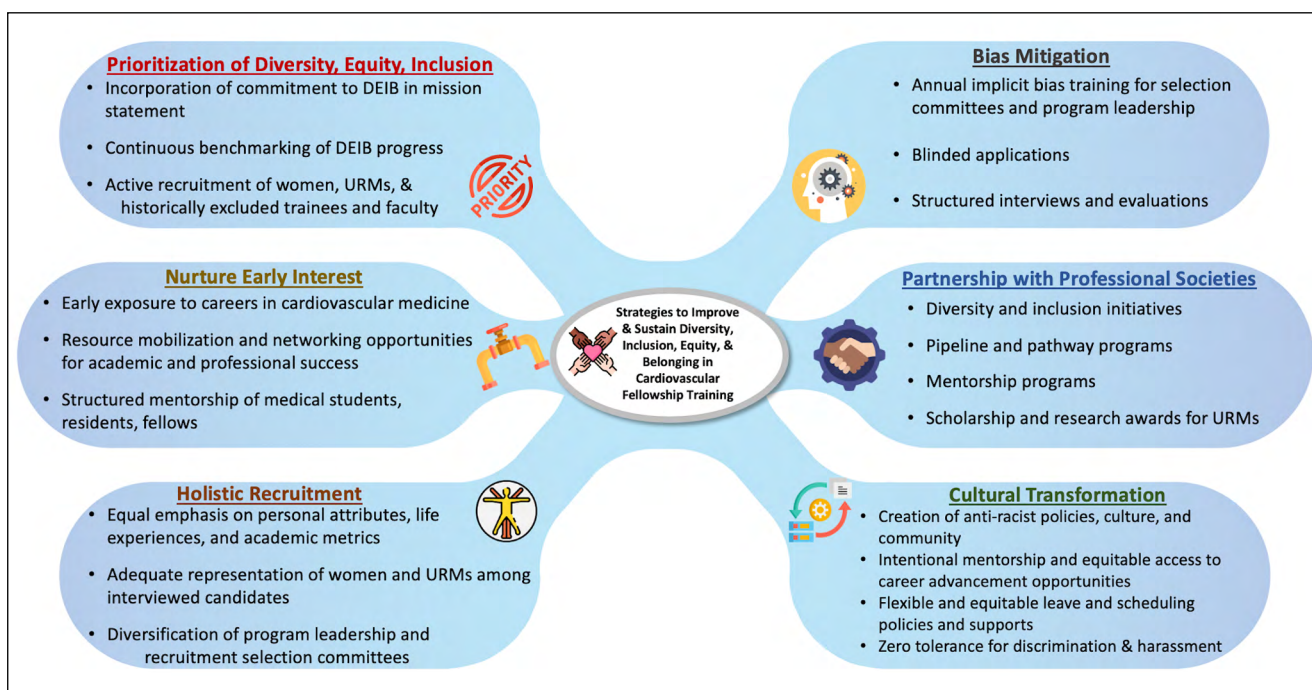 Prioritization of Diversity, Equity, Inclusion
• Incorporation of commitment to DEIB in mission
statement
• Continuous benchmarking of DEIB progress
• Active recruitment of women, URMs, &
historically excluded trainees and faculty
PRIORITY
Nurture Early Interest
• Early exposure to careers in cardiovascular medicine
• Resource mobilization and networking opportunities
for academic and professional success
• Structured mentorship of medical students,
residents, fellows
Holistic Recruitment
• Equal emphasis on personal attributes, life
experiences, and academic metrics
• Adequate representation of women and URMs among
interviewed candidates
• Diversification of program leadership and
recruitment selection committees
Strategies to Improve
& Sustain Diversity,
Inclusion, Equity, &
Belonging in
Cardiovascular
Fellowship Training
Bias Mitigation
• Annual implicit bias training for selection
committees and program leadership
• Blinded applications
• Structured interviews and evaluations
Partnership with Professional Societies
• Diversity and inclusion initiatives
• Pipeline and pathway programs
• Mentorship programs
• Scholarship and research awards for URMs
Cultural Transformation
• Creation of anti-racist policies, culture, and
community
• Intentional mentorship and equitable access to
career advancement opportunities
• Flexible and equitable leave and scheduling
policies and supports
• Zero tolerance for discrimination & harassment